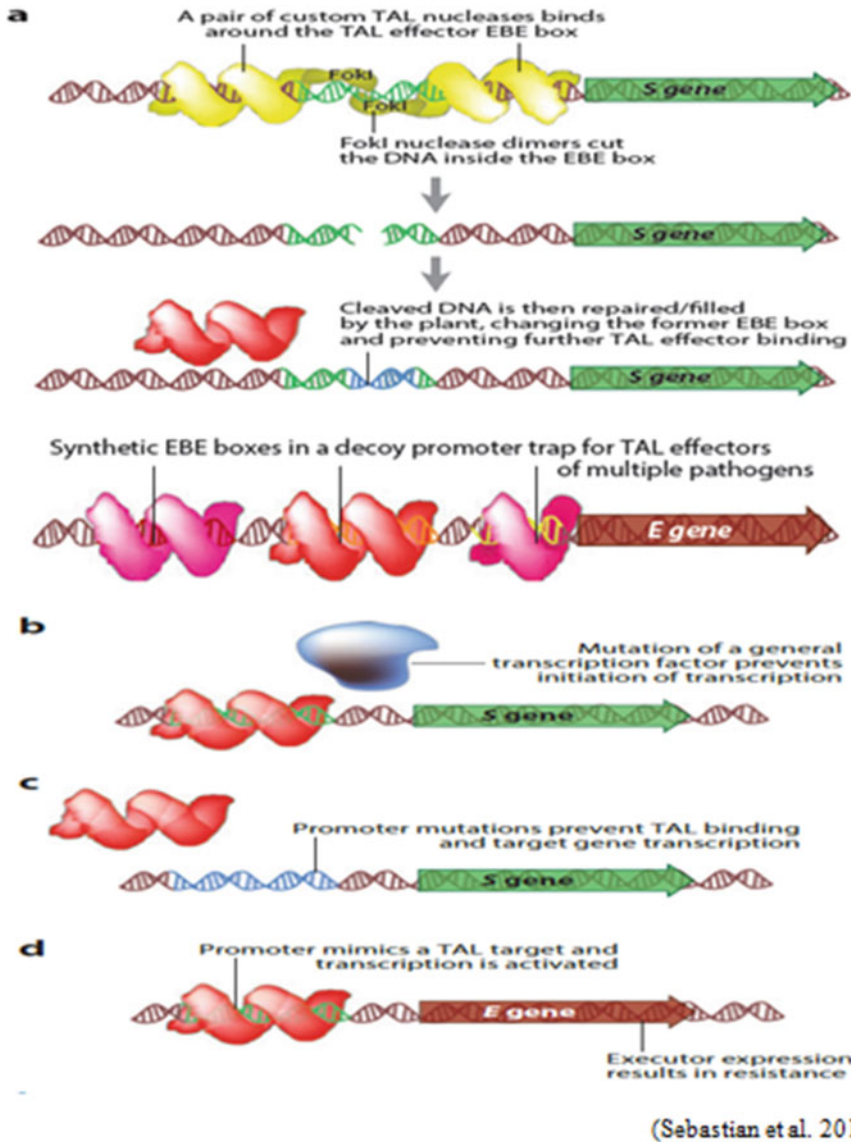 a
A pair of custom TAL nucleases binds
around the TAL effector EBE box
FokI
FokI
S gene
FokI nuclease dimers cut
the DNA inside the EBE box
S gene
Cleaved DNA is then repaired/filled
by the plant, changing the former EBE box
and preventing further TAL effector binding
S gene
Synthetic EBE boxes in a decoy promoter trap for TAL effectors
of multiple pathogens
E gene
b
Mutation of a general
transcription factor prevents
initiation of transcription
S gene
c
Promoter mutations prevent TAL binding
and target gene transcription
S gene
d
Promoter mimics a TAL target and
transcription is activated
E gene
Executor expression
results in resistance
(Sebastian et al.